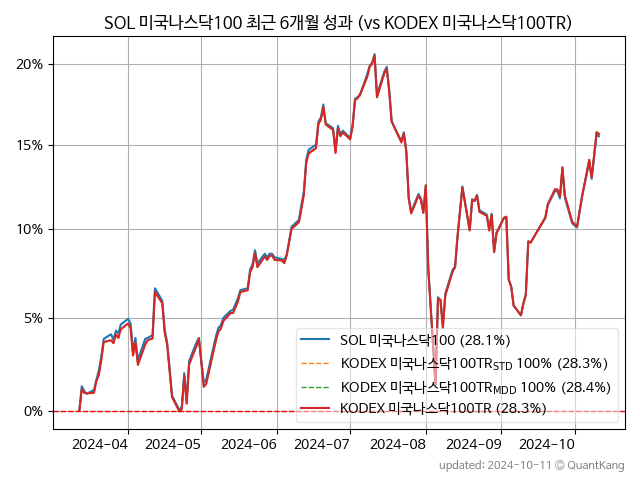 SOL 미국나스닥100 최근 6개월 성과 (vs KODEX 미국나스닥100TR)
20%
15%
10%
5%
0%
SOL 미국나스닥100 (28.1%)
KODEX 미국나스닥100TR_STD 100% (28.3%)
KODEX 미국나스닥100TR_MDD 100% (28.4%)
KODEX 미국나스닥100TR (28.3%)
2024-04 2024-05 2024-06 2024-07 2024-08 2024-09 2024-10
updated: 2024-10-11 © QuantKang